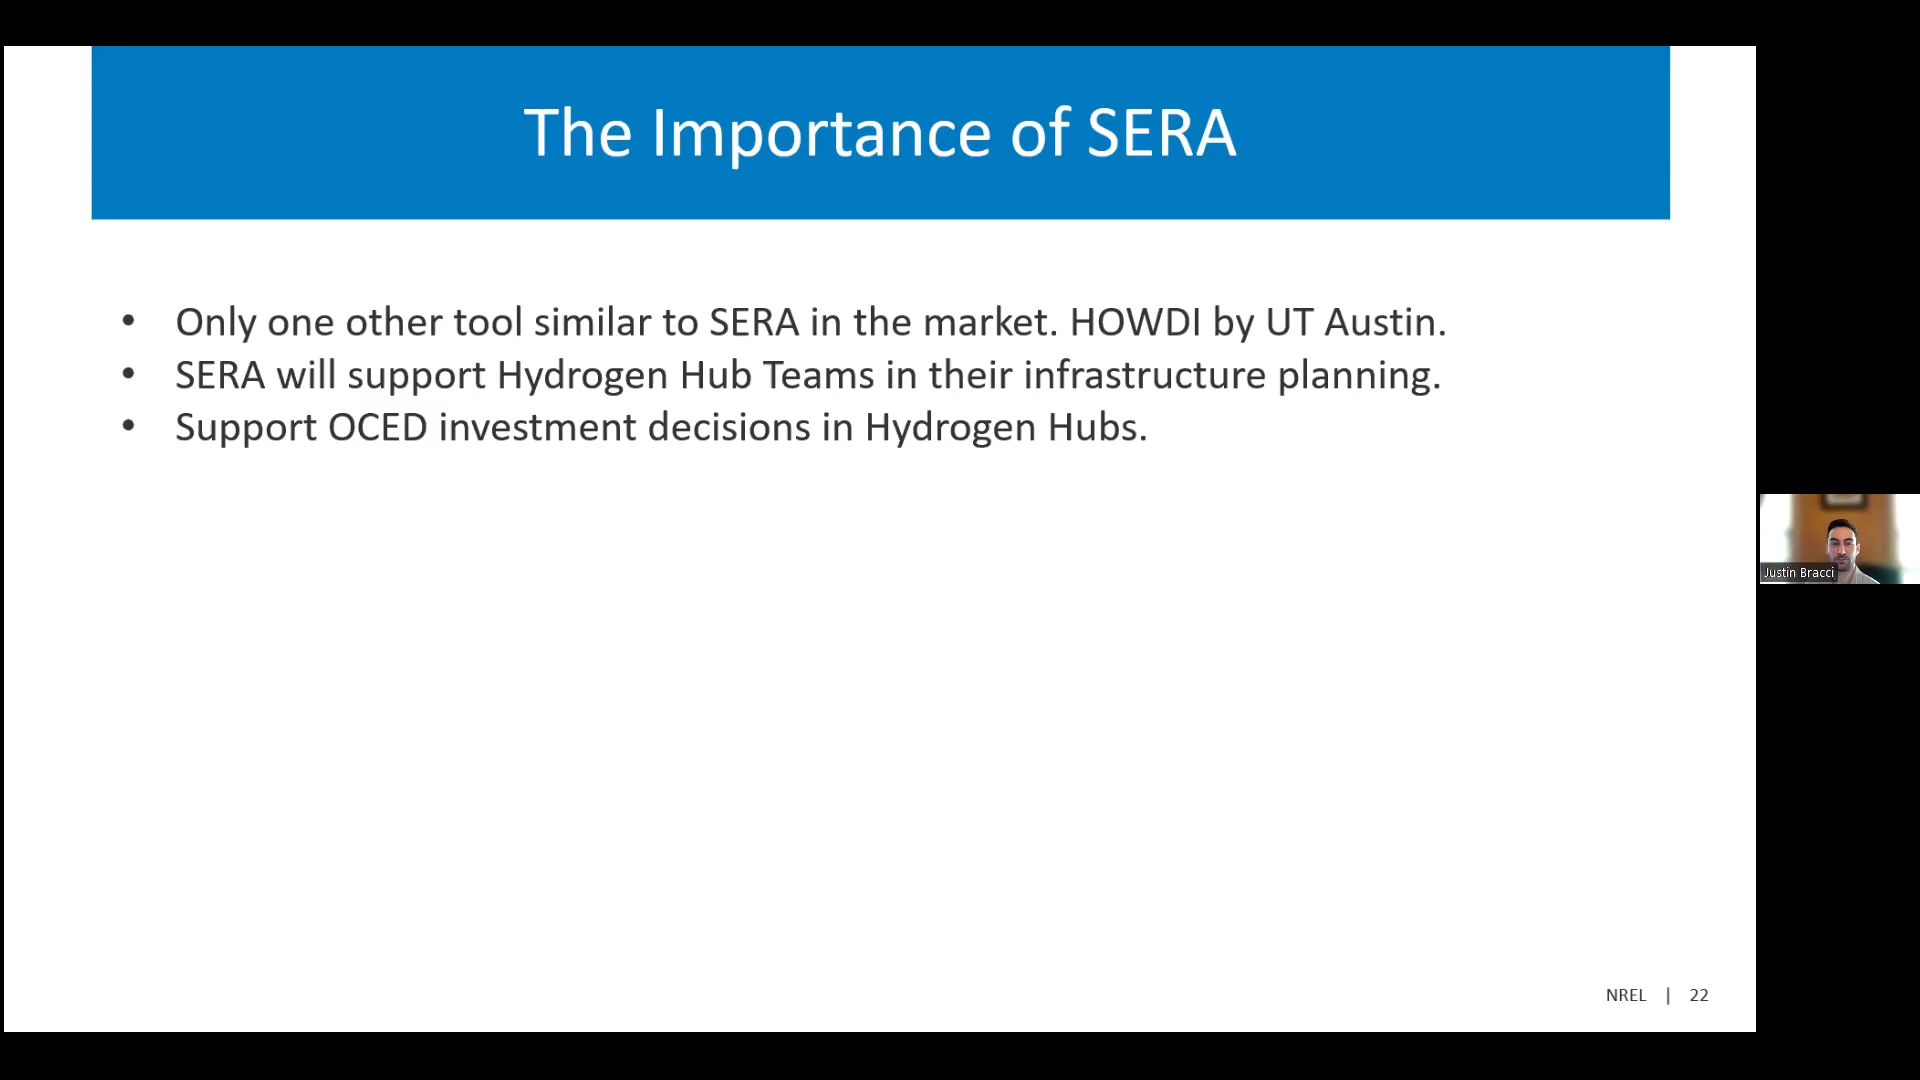 The Importance of SERA
• Only one other tool similar to SERA in the market. HOWDI by UT Austin.
• SERA will support Hydrogen Hub Teams in their infrastructure planning.
• Support OCED investment decisions in Hydrogen Hubs.
Justin Bracci
NREL | 22